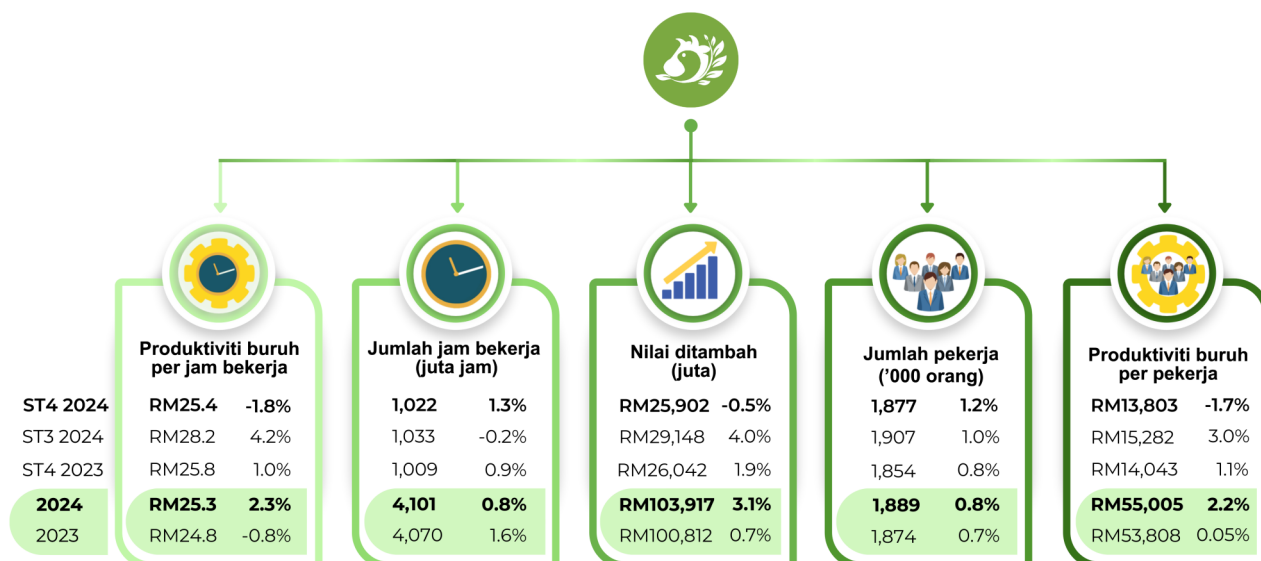 Produktiviti buruh
per jam bekerja
Jumlah jam bekerja
(juta jam)
Nilai ditambah
(juta)
Jumlah pekerja
('000 orang)
Produktiviti buruh
per pekerja
ST4 2024 RM25.4 -1.8% 1,022 1.3% RM25,902 -0.5% 1,877 1.2% RM13,803 -1.7%
ST3 2024 RM28.2 4.2% 1,033 -0.2% RM29,148 4.0% 1,907 1.0% RM15,282 3.0%
ST4 2023 RM25.8 1.0% 1,009 0.9% RM26,042 1.9% 1,854 0.8% RM14,043 1.1%
2024 RM25.3 2.3% 4,101 0.8% RM103,917 3.1% 1,889 0.8% RM55,005 2.2%
2023 RM24.8 -0.8% 4,070 1.6% RM100,812 0.7% 1,874 0.7% RM53,808 0.05%